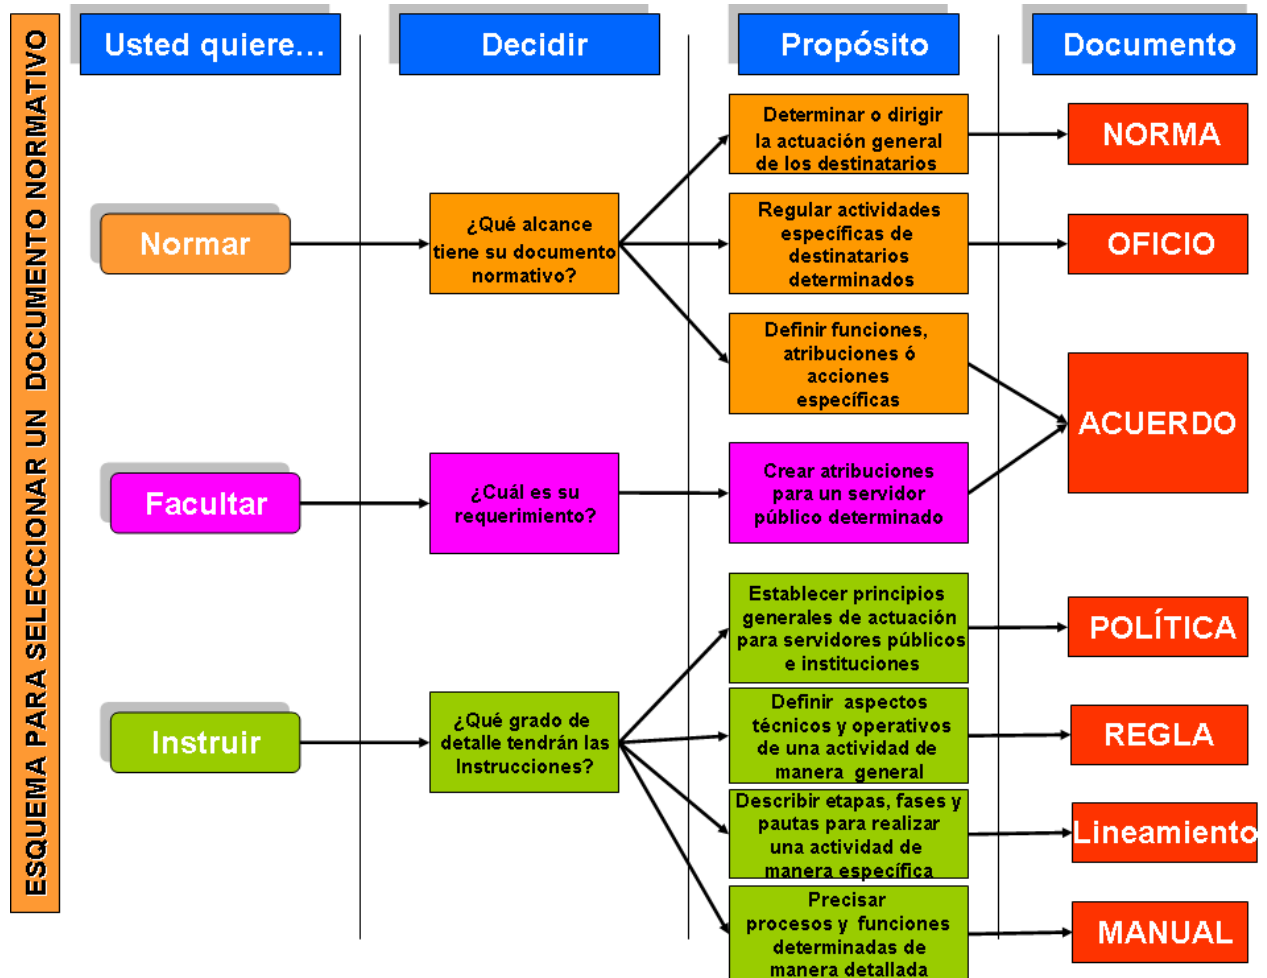 ESQUEMA PARA SELECCIONAR UN DOCUMENTO NORMATIVO
Usted quiere...
Decidir
Propósito
Documento
Normar
¿Qué alcance
tiene su documento
normativo?
Determinar o dirigir
la actuación general
de los destinatarios
NORMA
Regular actividades
específicas de
destinatarios
determinados
OFICIO
Definir funciones,
atribuciones ó
acciones
específicas
ACUERDO
Facultar
¿Cuál es su
requerimiento?
Crear atribuciones
para un servidor
público determinado
Instruir
¿Qué grado de
detalle tendrán las
Instrucciones?
Establecer principios
generales de actuación
para servidores públicos
e instituciones
POLÍTICA
Definir aspectos
técnicos y operativos
de una actividad de
manera general
REGLA
Describir etapas, fases y
pautas para realizar
una actividad de
manera específica
Lineamiento
Precisar
procesos y funciones
determinadas de
manera detallada
MANUAL